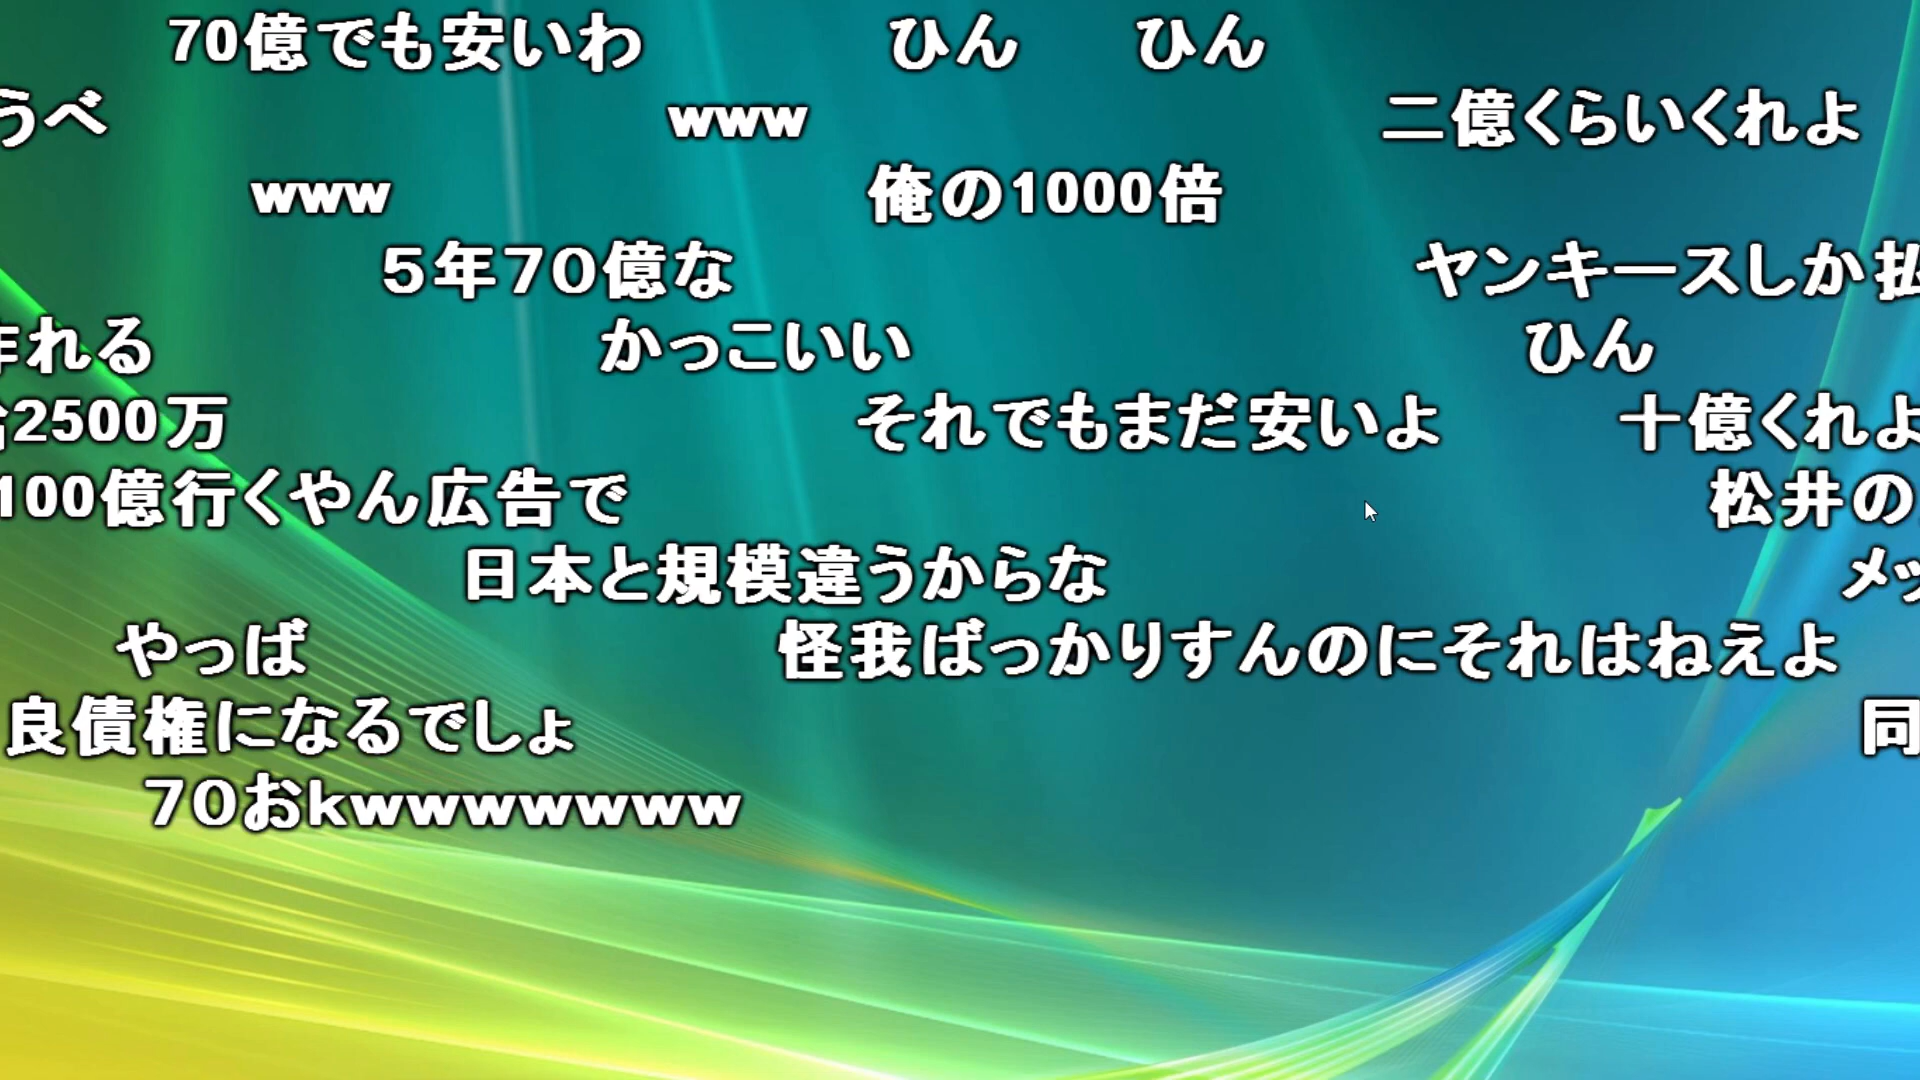 70億でも安いわ ひん ひん
うべ www 二億くらいくれよ
www 俺の1000倍
５年７０億な ヤンキースしか払
れる かっこいい ひん
2500万 それでもまだ安いよ 十億くれよ
100億行くやん広告で 松井の
日本と規模違うからな メッ
やっば 怪我ばっかりすんのにそれはねえよ
良債権になるでしょ 同
７０おkwwwwwwww